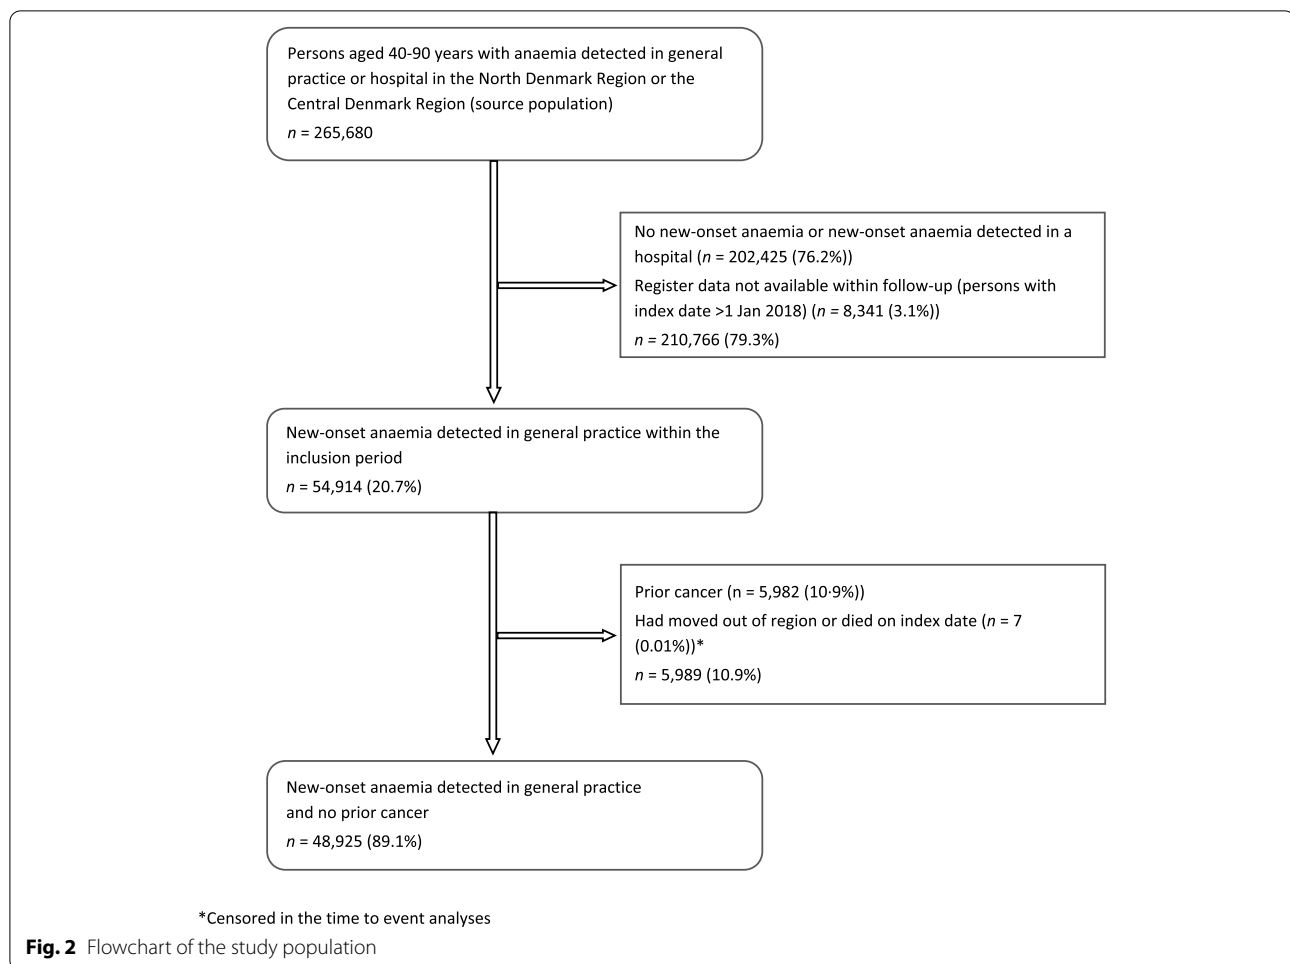 Persons aged 40-90 years with anaemia detected in general
practice or hospital in the North Denmark Region or the
Central Denmark Region (source population)
n = 265,680
No new-onset anaemia or new-onset anaemia detected in a
hospital (n = 202,425 (76.2%))
Register data not available within follow-up (persons with
index date >1 Jan 2018) (n = 8,341 (3.1%))
n = 210,766 (79.3%)
New-onset anaemia detected in general practice within the
inclusion period
n = 54,914 (20.7%)
Prior cancer (n = 5,982 (10·9%))
Had moved out of region or died on index date (n = 7
(0.01%))*
n = 5,989 (10.9%)
New-onset anaemia detected in general practice
and no prior cancer
n = 48,925 (89.1%)
*Censored in the time to event analyses
Fig. 2 Flowchart of the study population